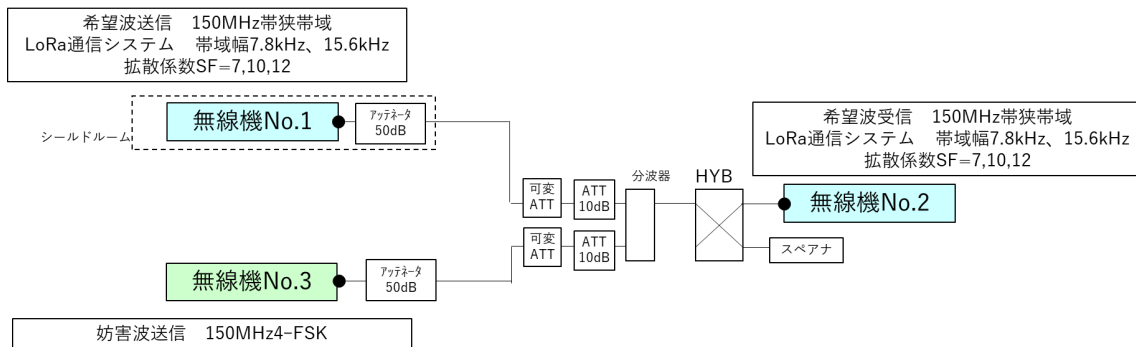 希望波送信　150MHz帯狭帯域
LoRa通信システム　帯域幅7.8kHz、15.6kHz
拡散係数SF=7,10,12
シールドルーム
無線機No.1
ｱｯﾃﾈｰﾀ
50dB
希望波受信　150MHz帯狭帯域
LoRa通信システム　帯域幅7.8kHz、15.6kHz
拡散係数SF=7,10,12
可変
ATT
ATT
10dB
分波器
HYB
無線機No.2
可変
ATT
ATT
10dB
スペアナ
無線機No.3
ｱｯﾃﾈｰﾀ
50dB
妨害波送信　150MHz4-FSK